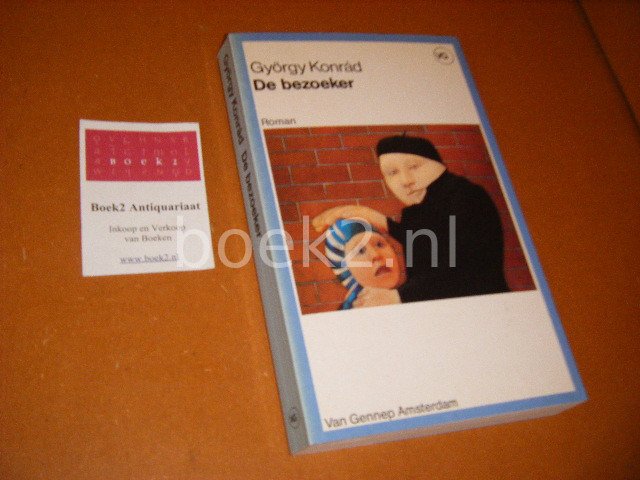 György Konrád
De bezoeker
Roman
Van Gennep Amsterdam
György Konrád De bezoeker
BOEK2
Boek2 Antiquariaat
Inkoop en Verkoop
van Boeken
www.boek2.nl
boek2.nl